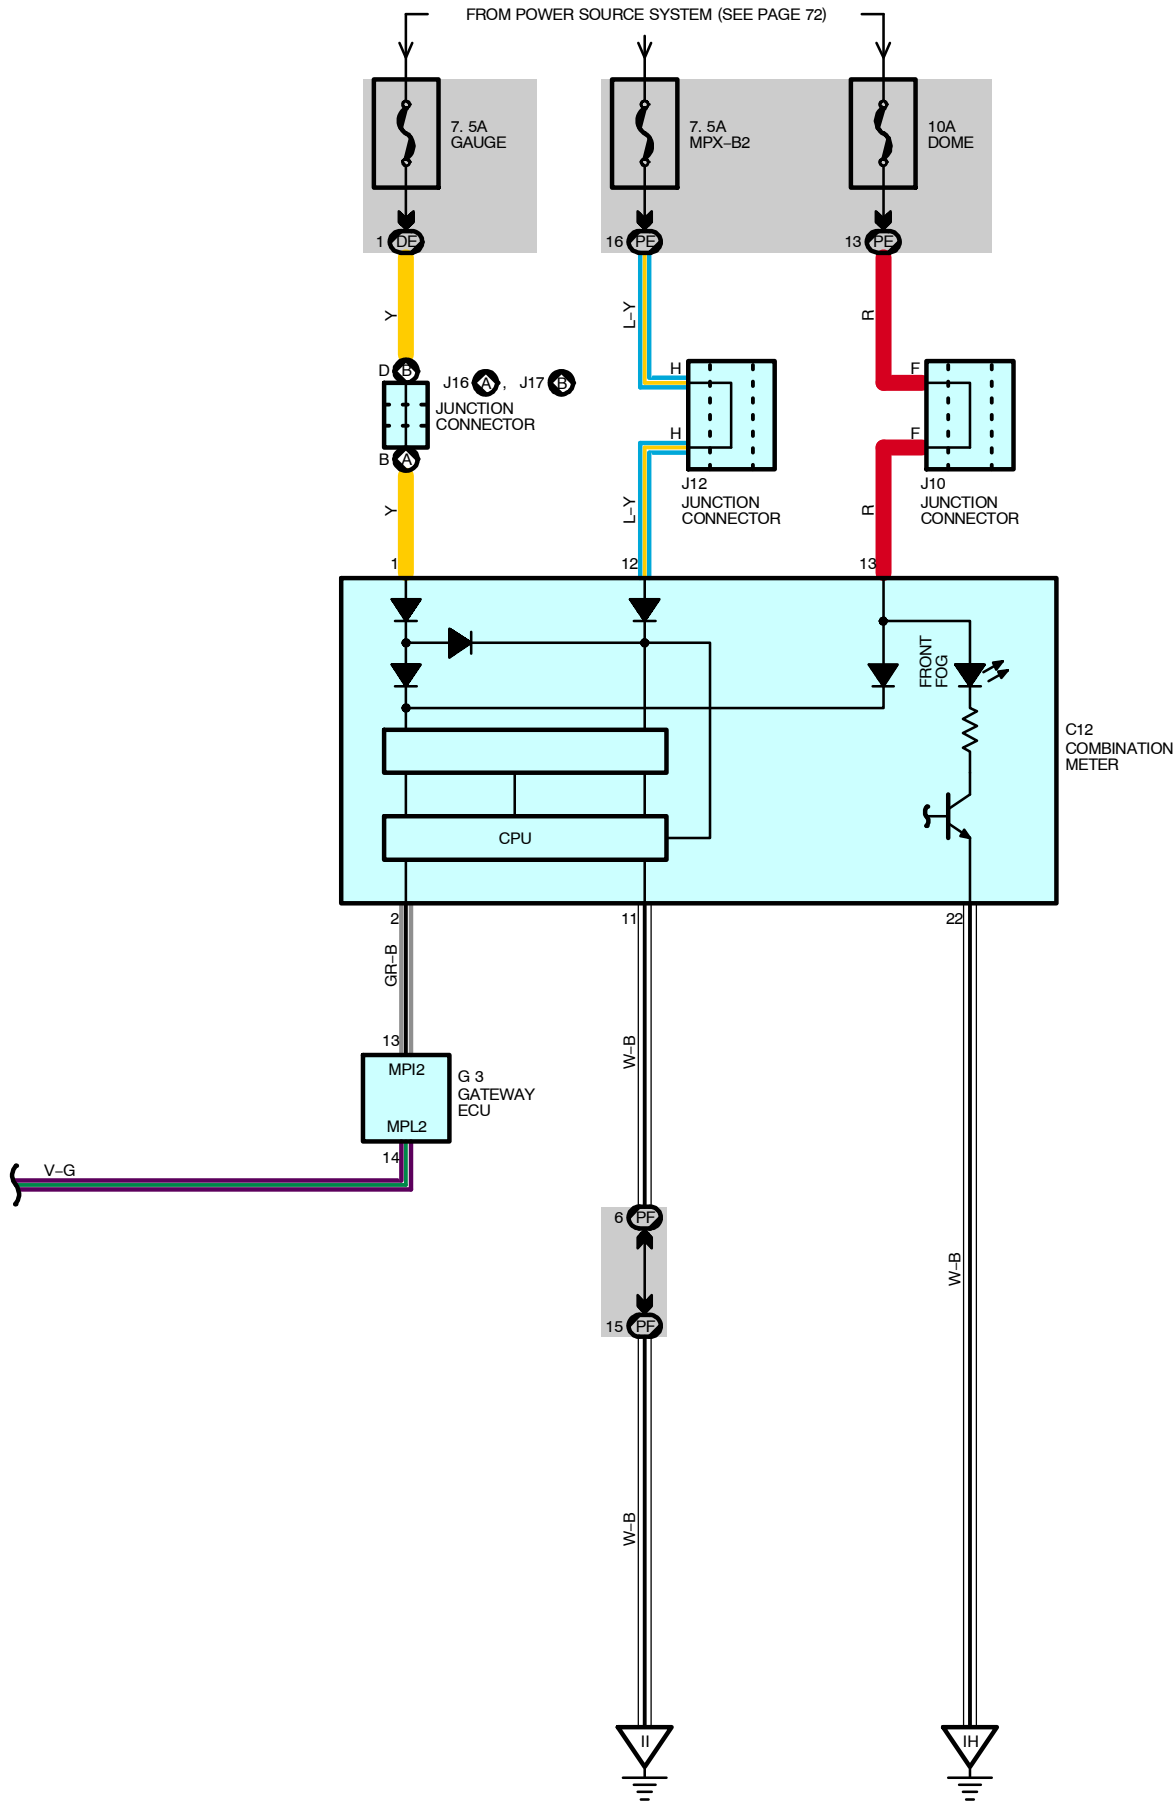 FROM POWER SOURCE SYSTEM (SEE PAGE 72)
7. 5A
GAUGE
7. 5A
MPX-B2
10A
DOME
1 DE
16 PE
13 PE
Y
L-Y
R
D B
J16 A , J17 B
JUNCTION
CONNECTOR
B A
H
H
J12
JUNCTION
CONNECTOR
F
F
J10
JUNCTION
CONNECTOR
Y
L-Y
R
1
12
13
FRONT
FOG
CPU
C12
COMBINATION
METER
2
11
22
GR-B
W-B
13
MPI2
MPL2
G 3
GATEWAY
ECU
14
V-G
6 PF
15 PF
W-B
W-B
II
IH